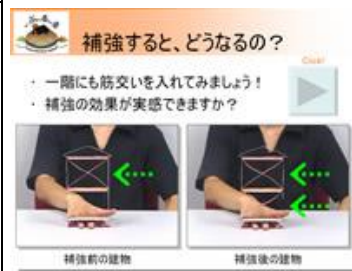 補強すると、どうなるの？
Click!
・ 一階にも筋交いを入れてみましょう！
・ 補強の効果が実感できますか？
補強前の建物
補強後の建物